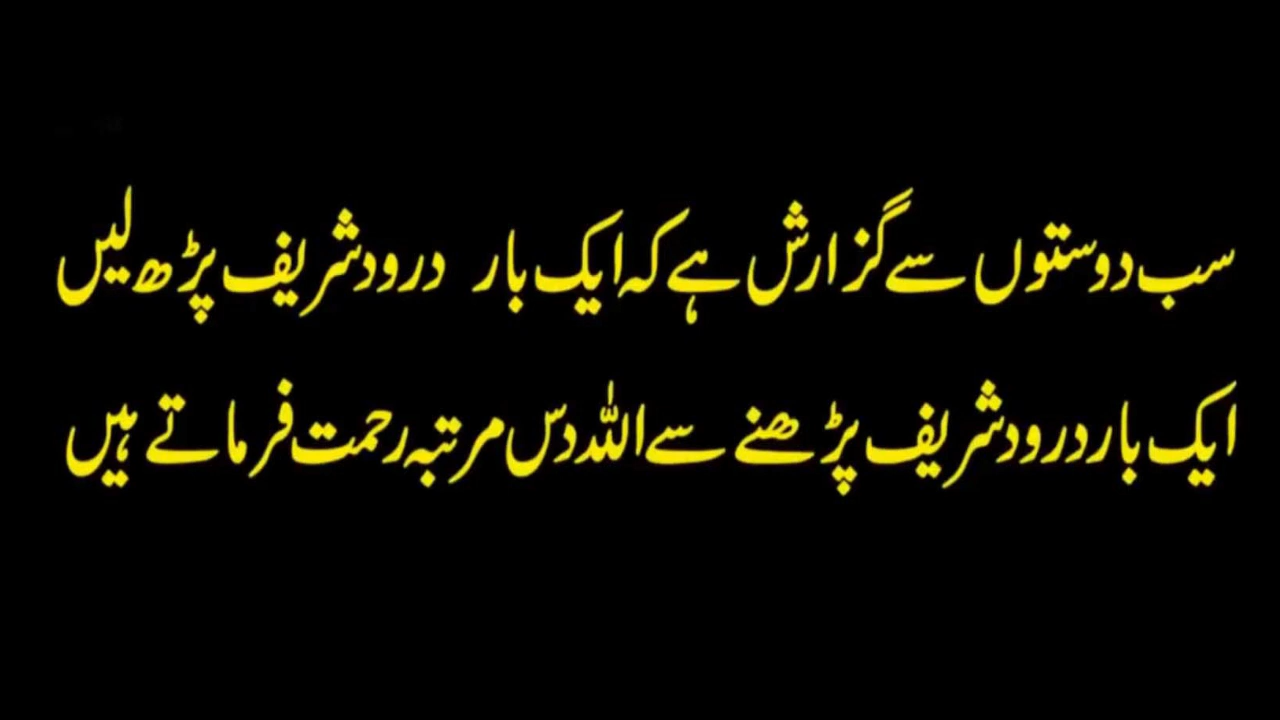 سب دوستوں سے گزارش ہے کہ ایک بار درود شریف پڑھ لیں
ایک بار درود شریف پڑھنے سے اللہ دس مرتبہ رحمت فرماتے ہیں